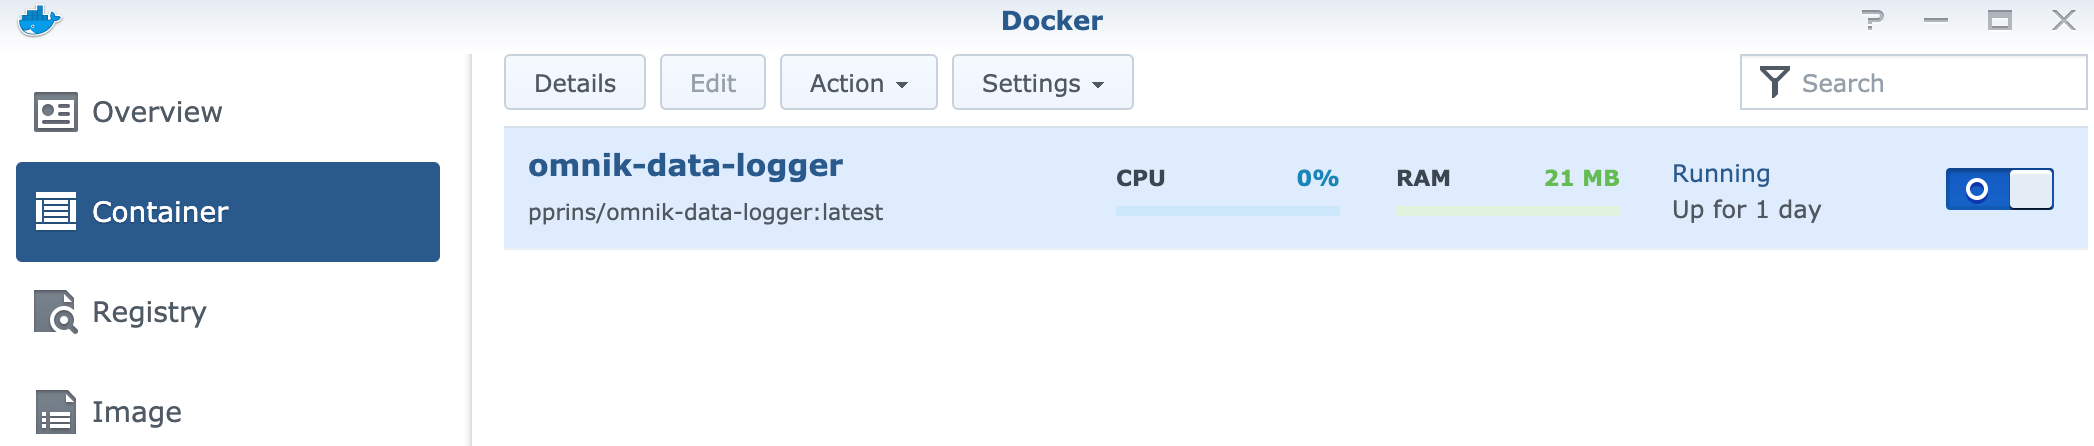 Docker
Overview
Container
Registry
Image
Details
Edit
Action
Settings
Search
omnik-data-logger
pprins/omnik-data-logger:latest
CPU 0%
RAM 21 MB
Running
Up for 1 day